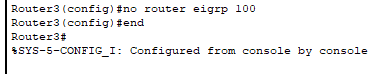 Router3(config)#no router eigrp 100
Router3(config)#end
Router3#
%SYS-5-CONFIG_I: Configured from console by console